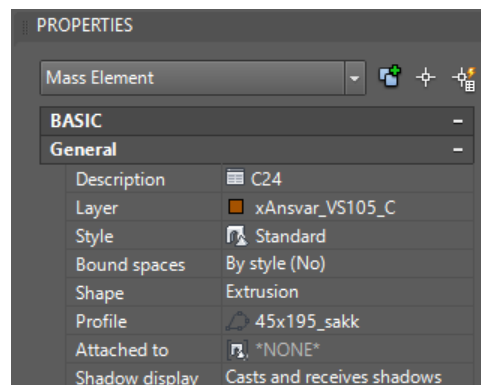 PROPERTIES
Mass Element
BASIC –
General –
Description C24
Layer xAnsvar_VS105_C
Style Standard
Bound spaces By style (No)
Shape Extrusion
Profile 45x195_sakk
Attached to *NONE*
Shadow display Casts and receives shadows